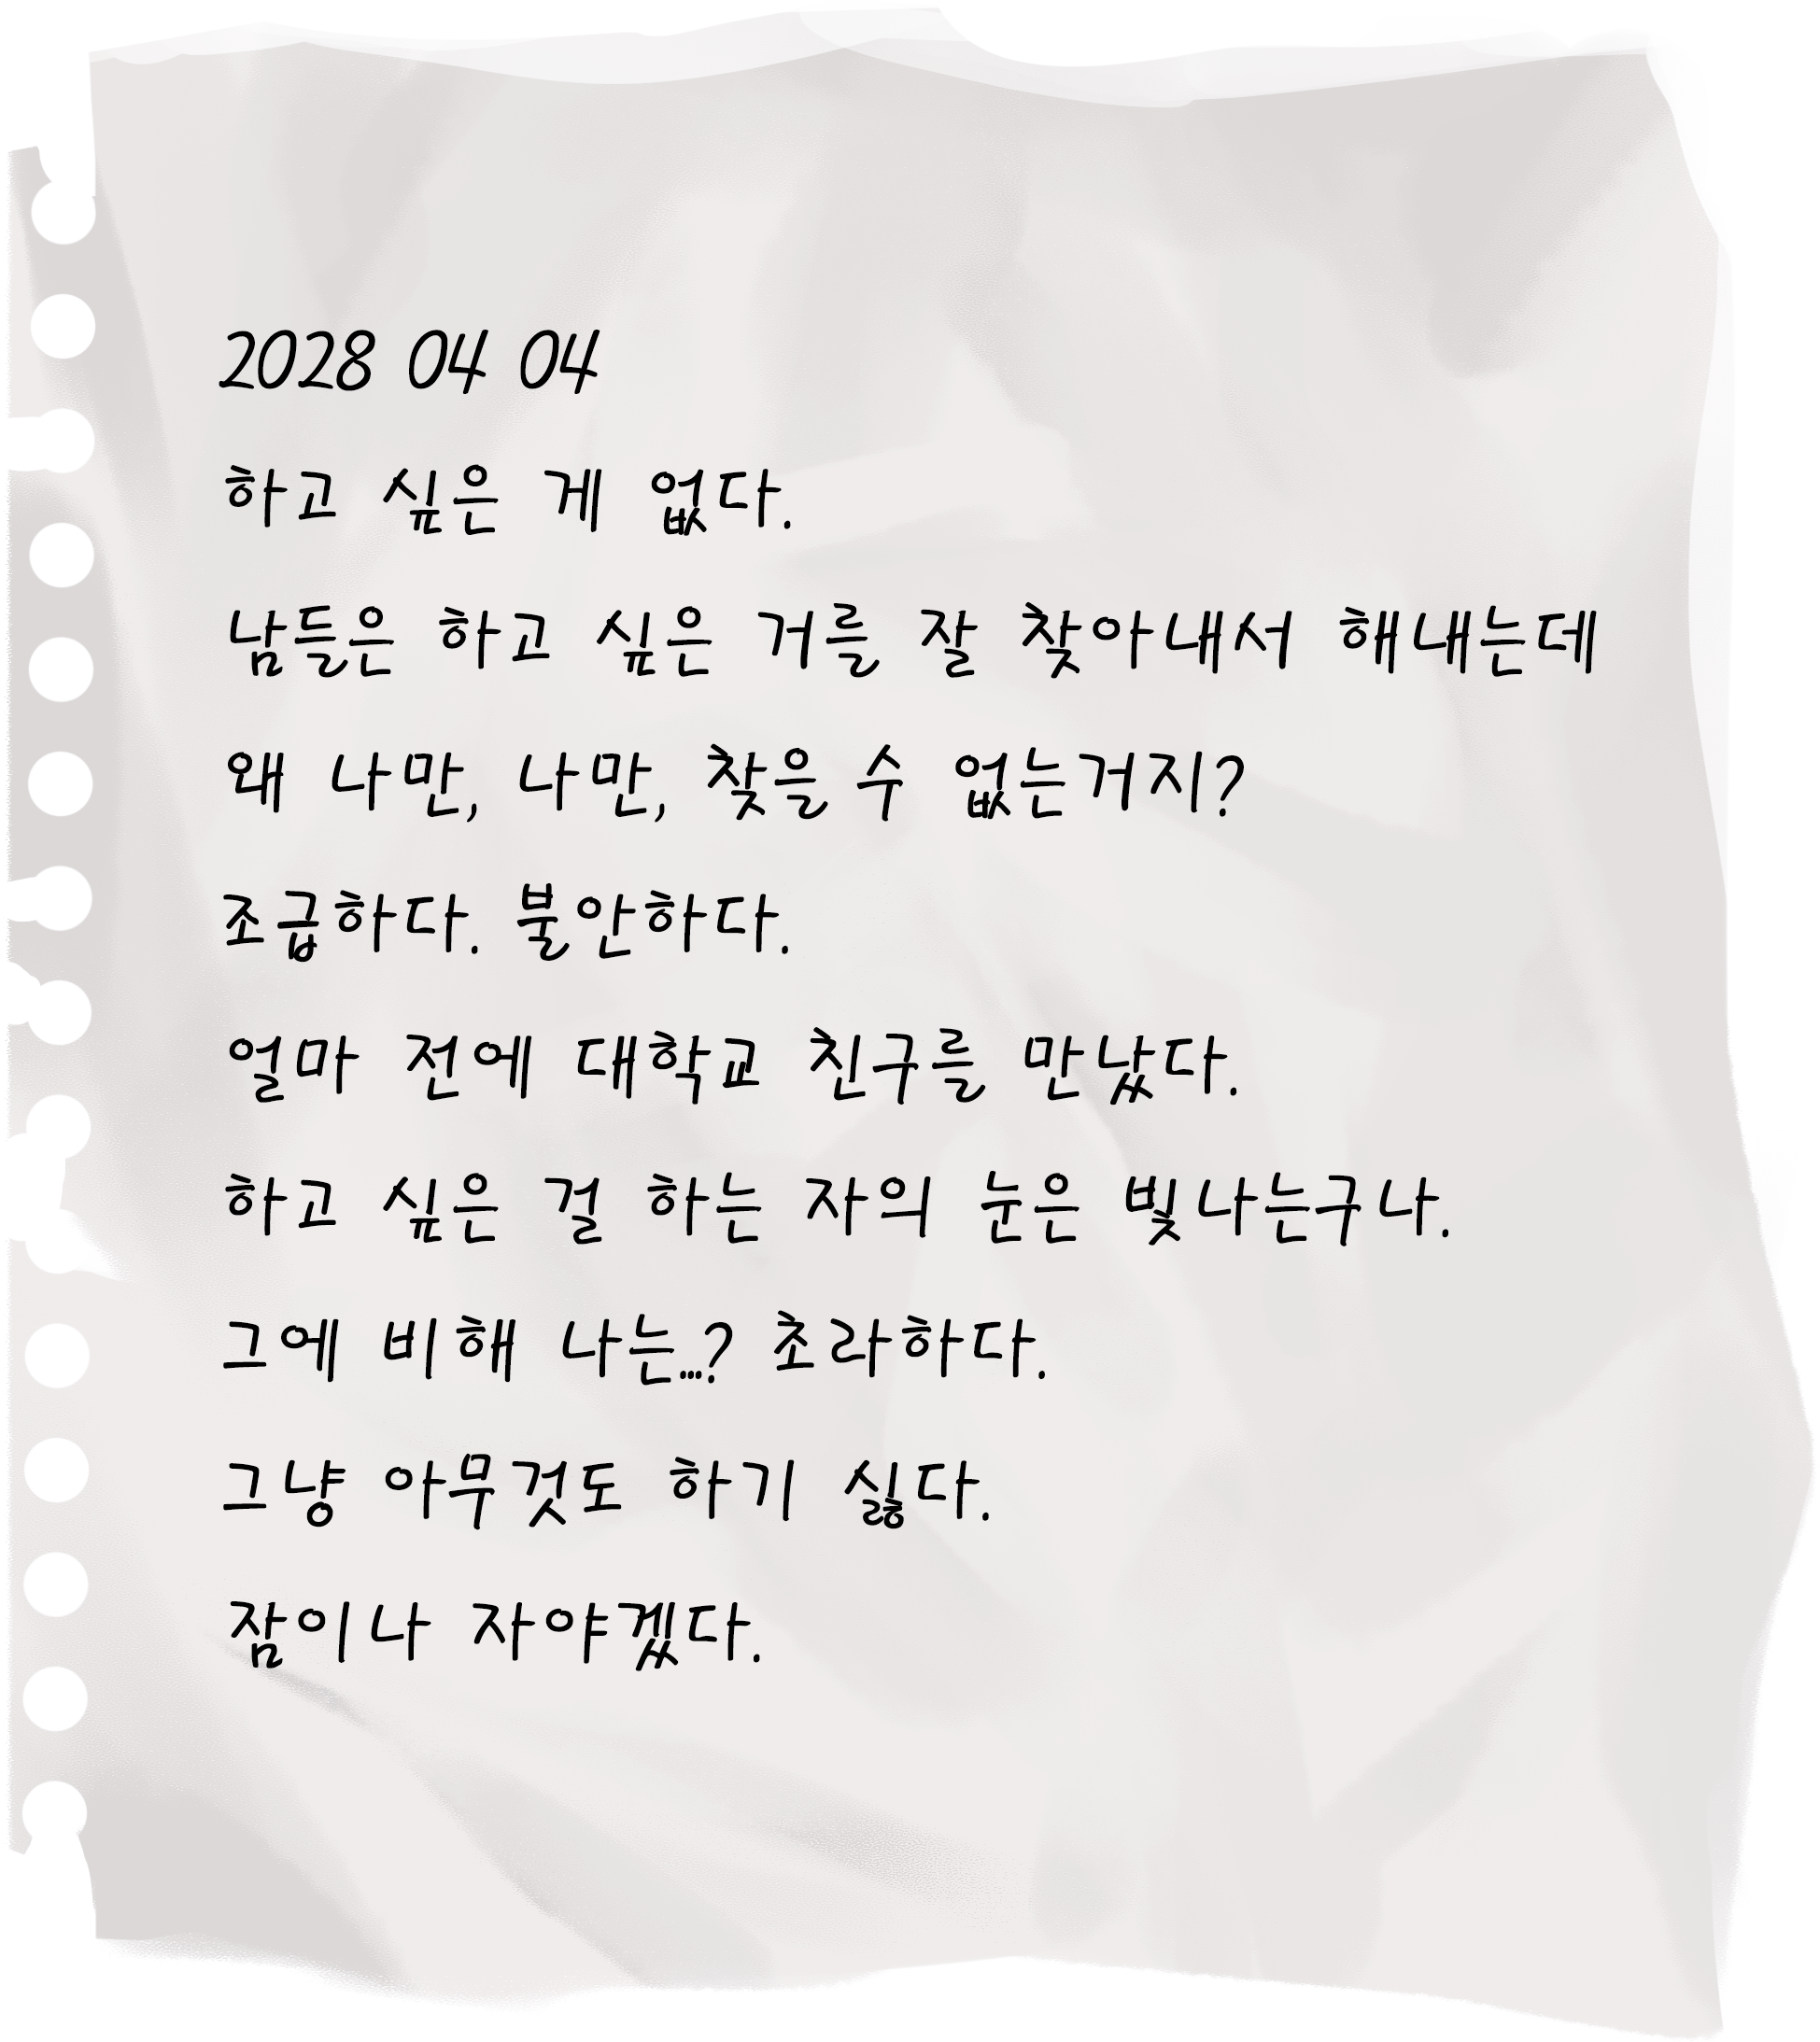 2028 04 04
하고 싶은 게 없다.
남들은 하고 싶은 거를 잘 찾아내서 해내는데
왜 나만, 나만, 찾을 수 없는거지?
조급하다. 불안하다.
얼마 전에 대학교 친구를 만났다.
하고 싶은 걸 하는 자의 눈은 빛나는구나.
그에 비해 나는...? 초라하다.
그냥 아무것도 하기 싫다.
잠이나 자야겠다.